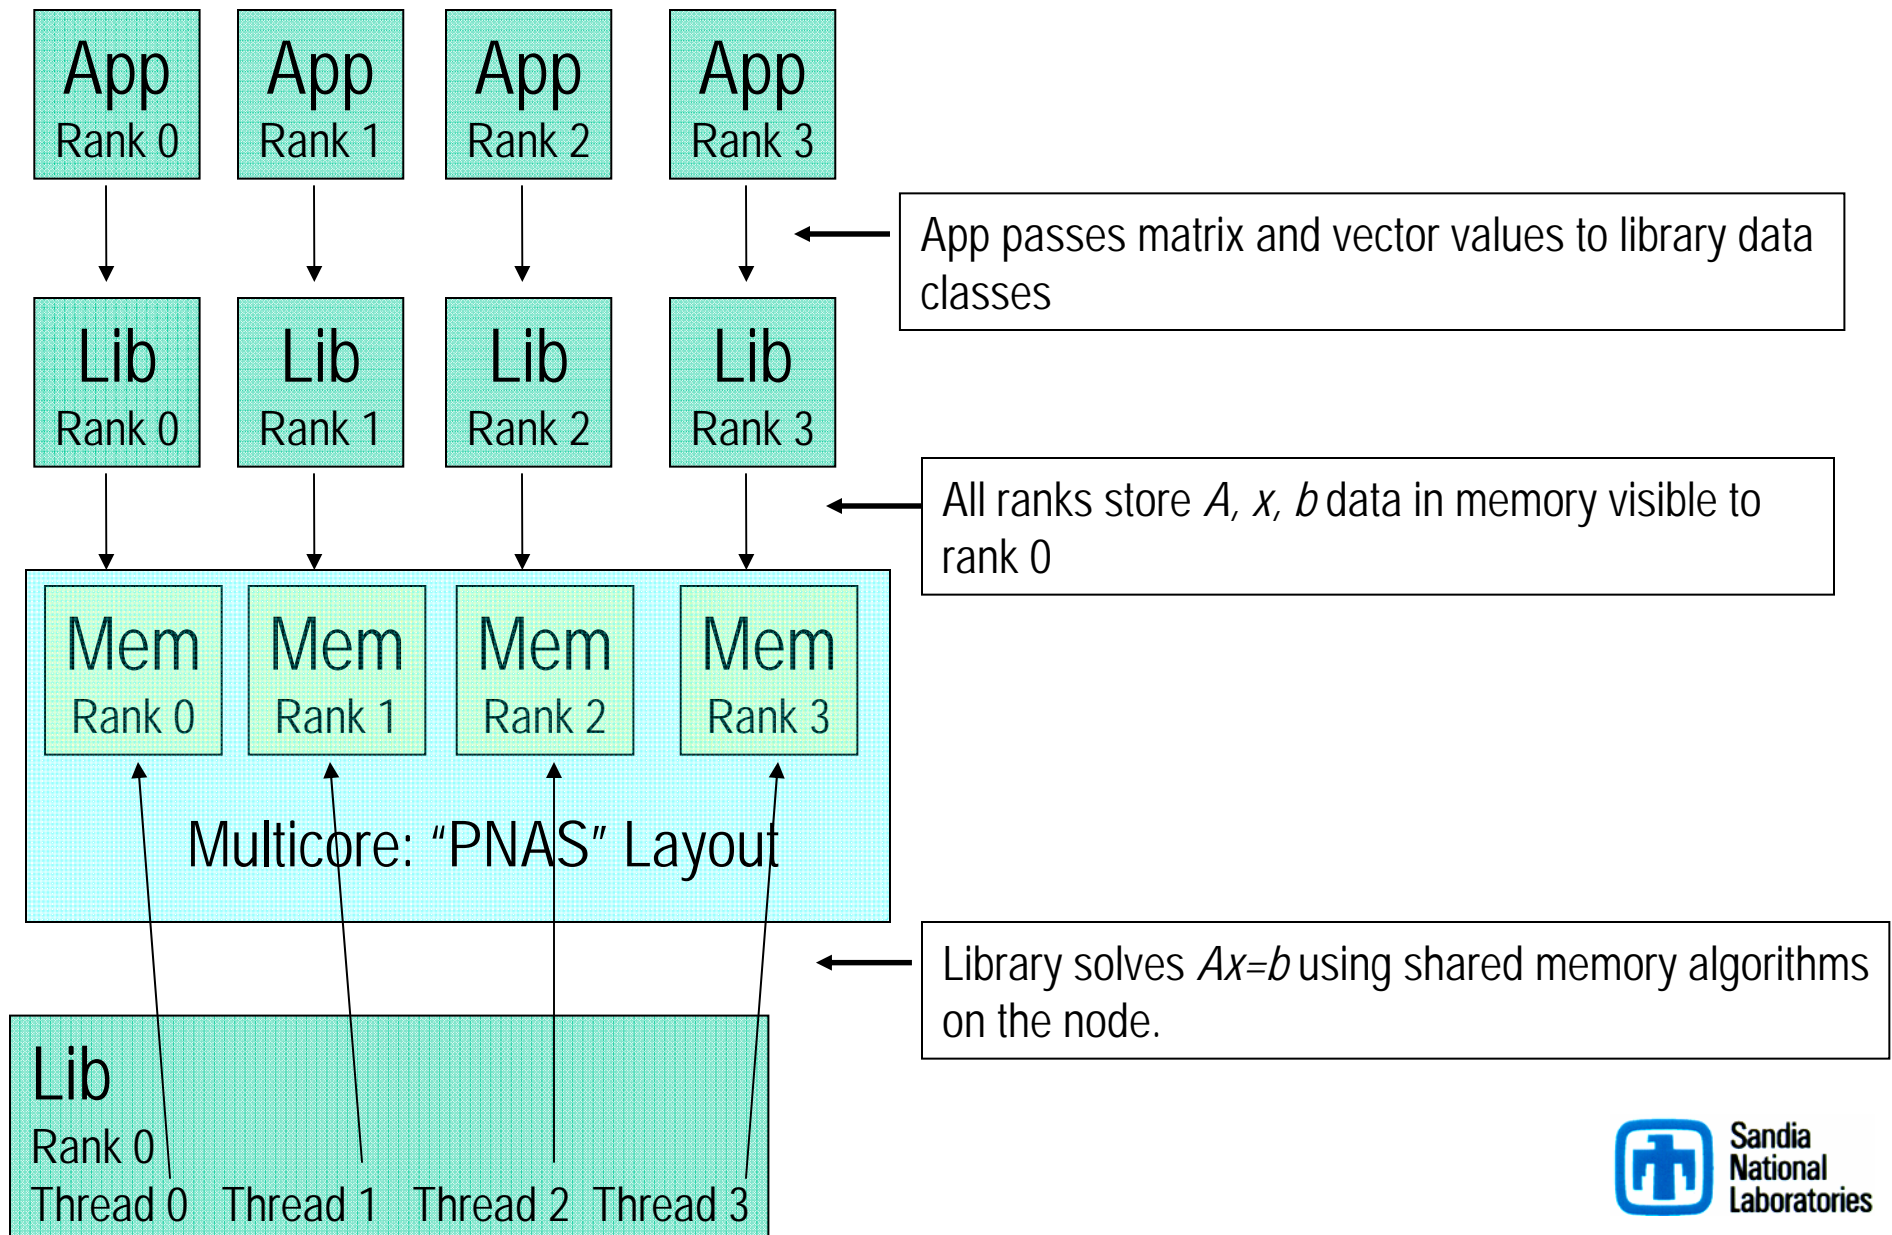 App
Rank 0
App
Rank 1
App
Rank 2
App
Rank 3
App passes matrix and vector values to library data
classes
Lib
Rank 0
Lib
Rank 1
Lib
Rank 2
Lib
Rank 3
All ranks store A, x, b data in memory visible to
rank 0
Mem
Rank 0
Mem
Rank 1
Mem
Rank 2
Mem
Rank 3
Multicore: “PNAS” Layout
Library solves Ax=b using shared memory algorithms
on the node.
Lib
Rank 0
Thread 0 Thread 1 Thread 2 Thread 3
Sandia
National
Laboratories